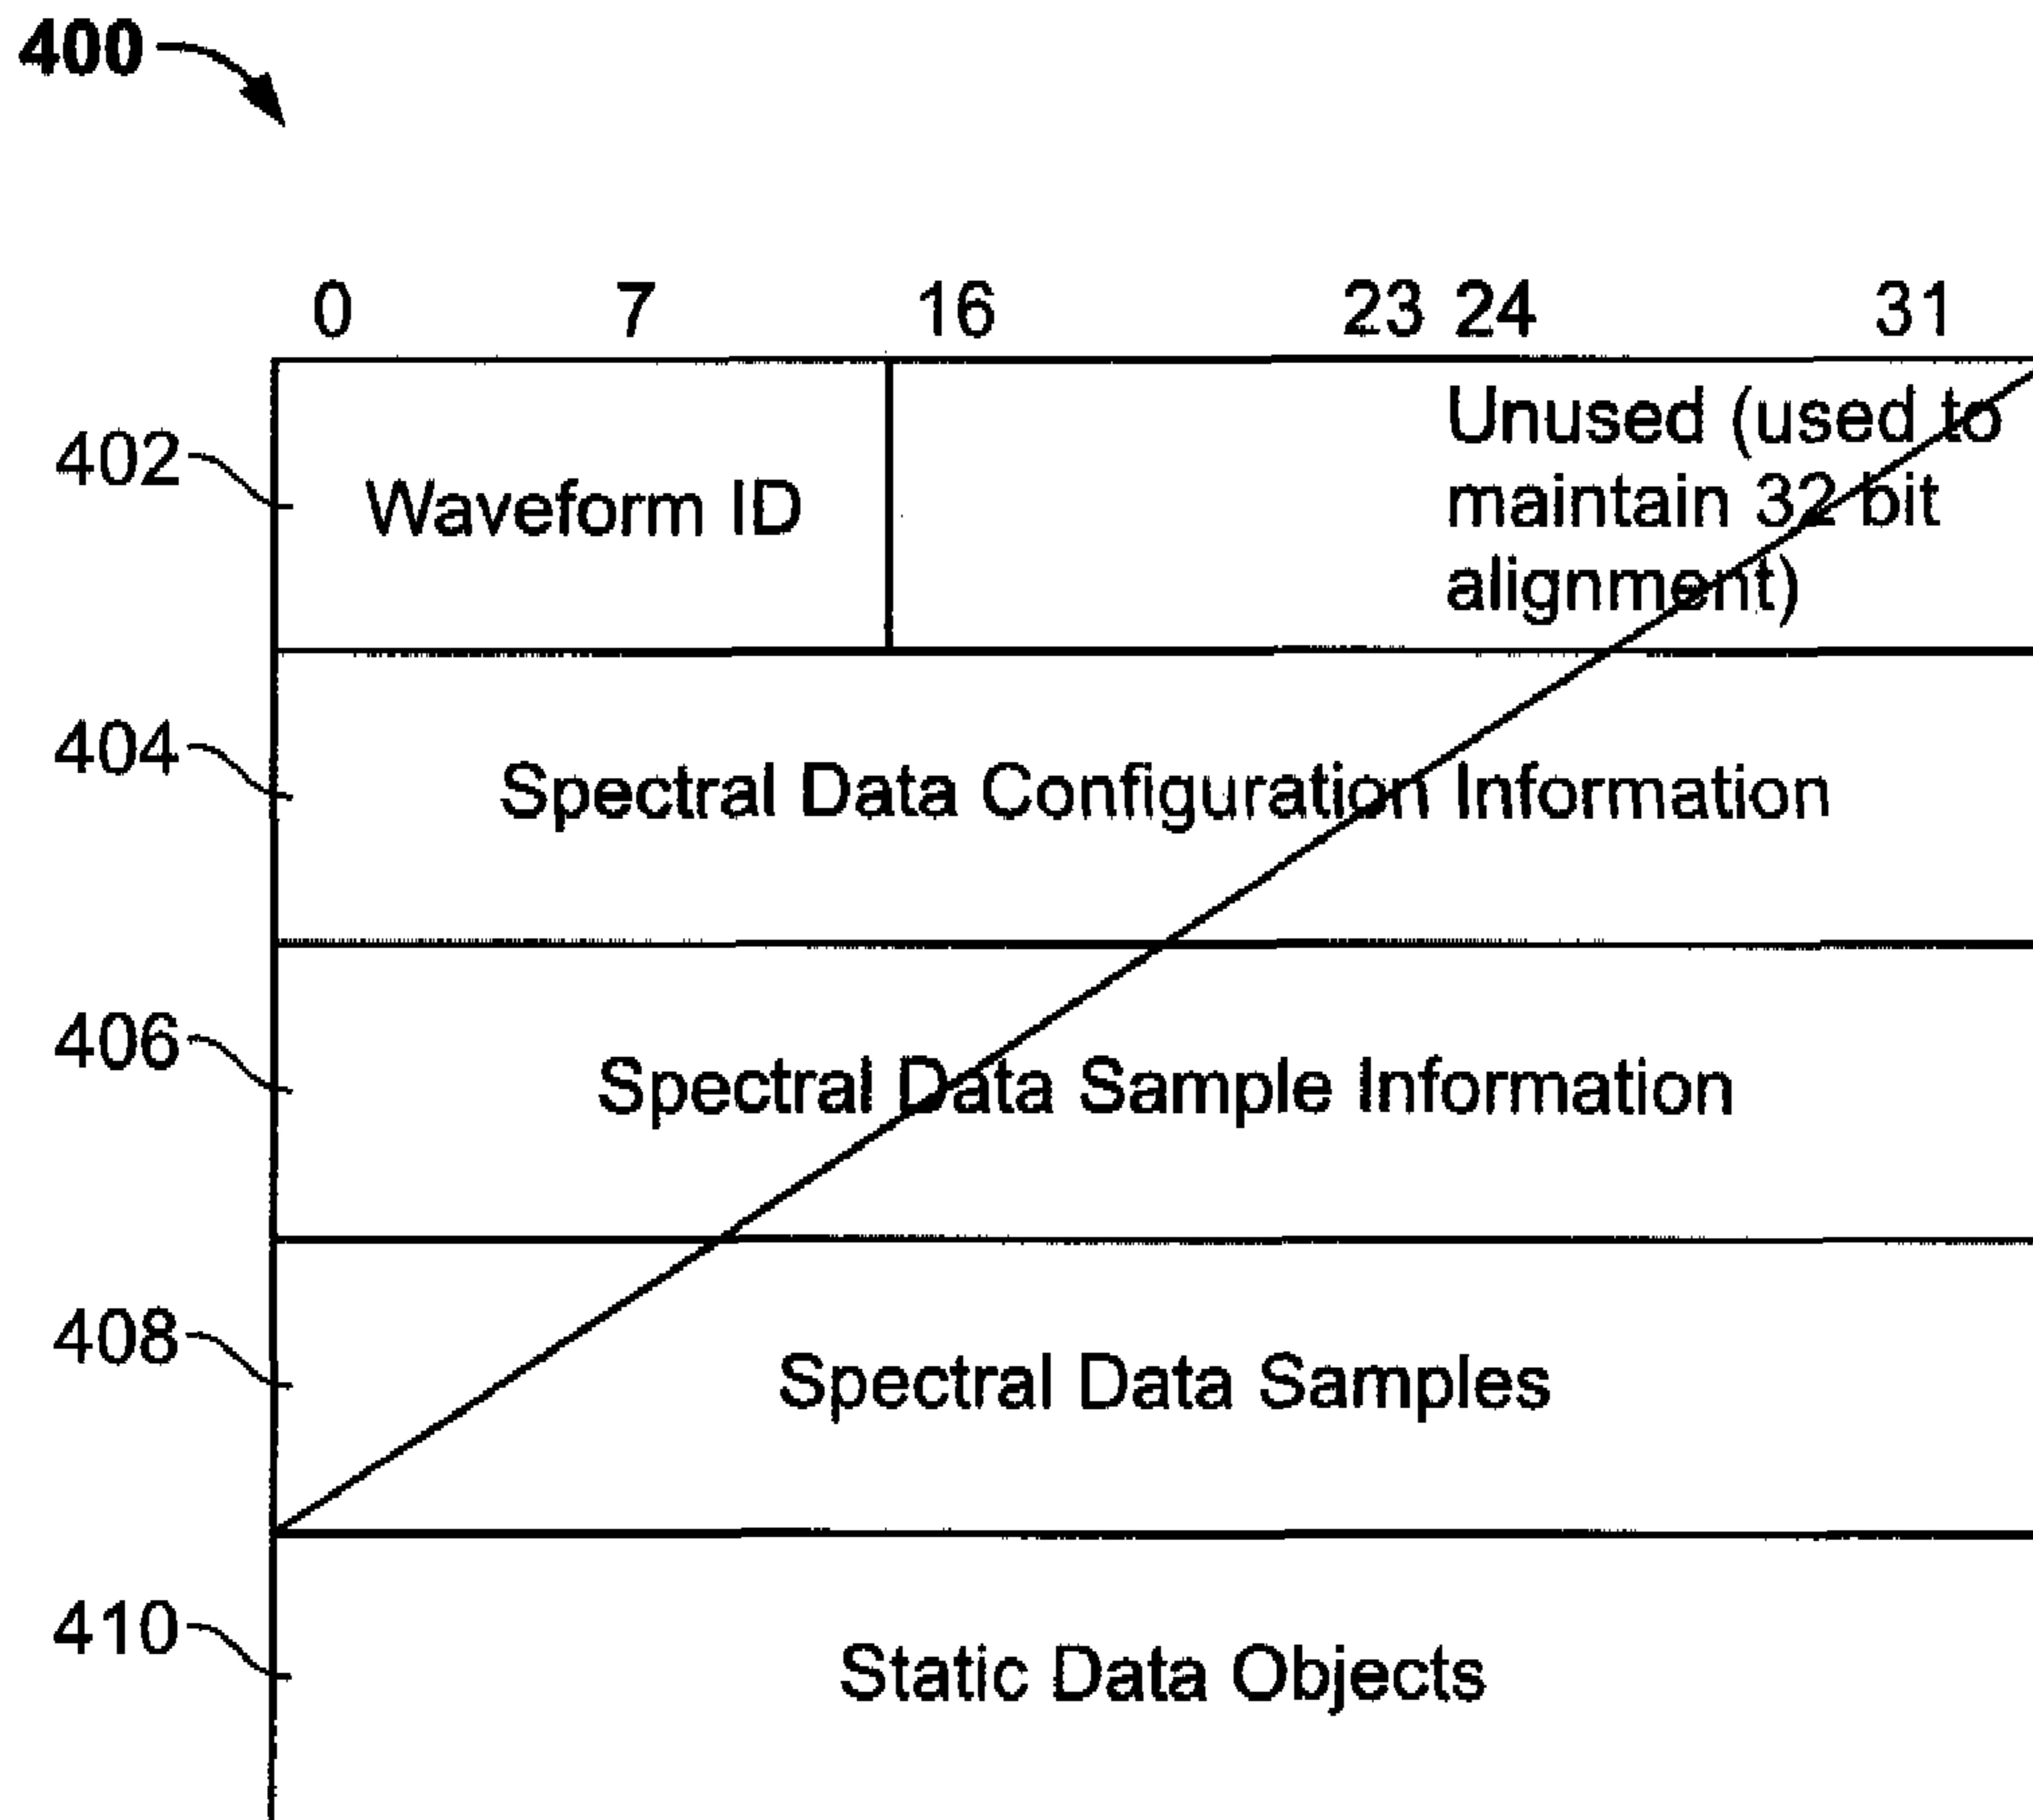 400
0 7 16 23 24 31
402
Waveform ID
Unused (used to
maintain 32 bit
alignment)
404
Spectral Data Configuration Information
406
Spectral Data Sample Information
408
Spectral Data Samples
410
Static Data Objects